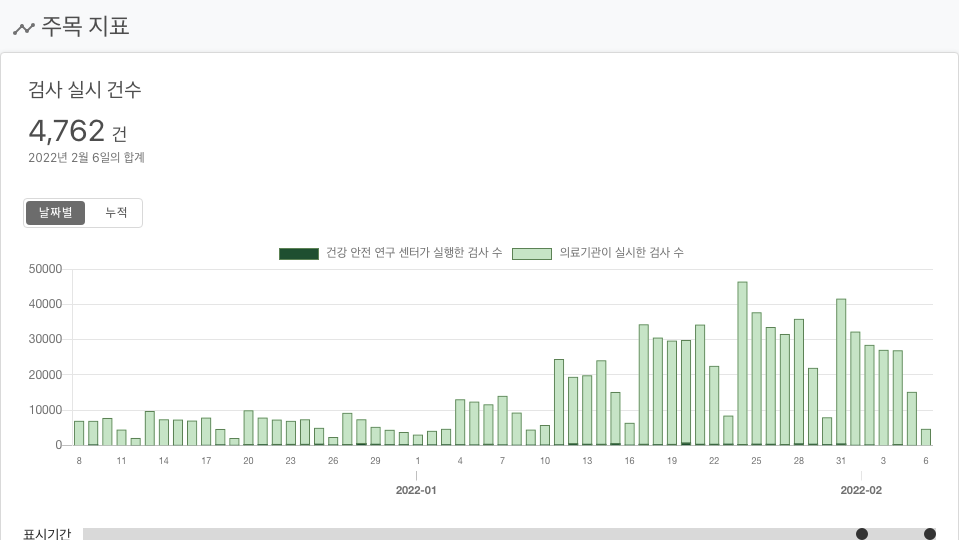 주목 지표
검사 실시 건수
4,762 건
2022년 2월 6일의 합계
날짜별 누적
건강 안전 연구 센터가 실행한 검사 수 의료기관이 실시한 검사 수
50000
40000
30000
20000
10000
0
8 11 14 17 20 23 26 29 1 4 7 10 13 16 19 22 25 28 31 3 6
2022-01 2022-02
표시기간